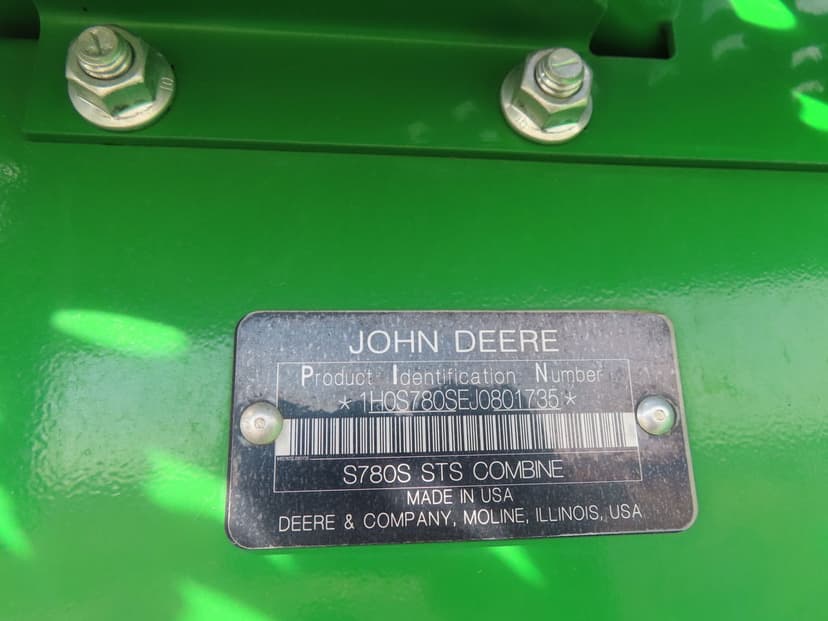 JOHN DEERE
Product Identification Number
*1H0S780SEJ0801735*
S780S STS COMBINE
MADE IN USA
DEERE & COMPANY, MOLINE, ILLINOIS, USA